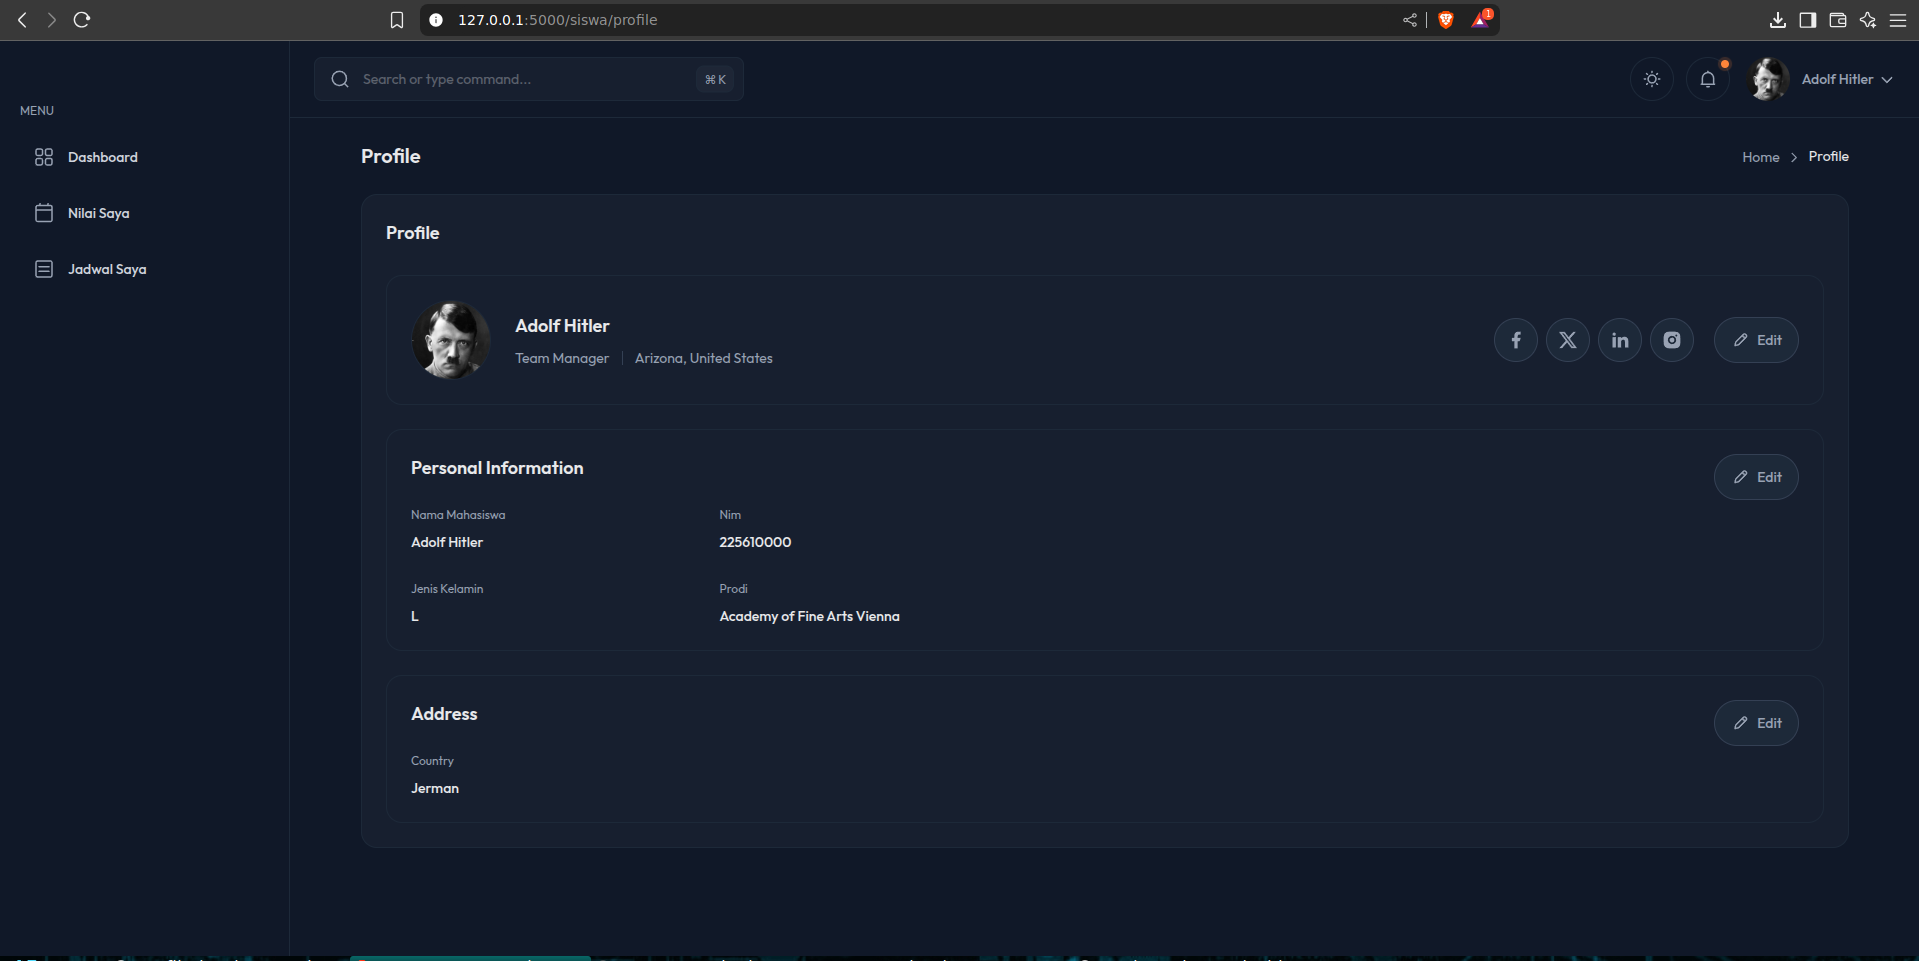 127.0.0.1:5000/siswa/profile
1
Search or type command...
⌘ K
Adolf Hitler
MENU
Dashboard
Nilai Saya
Jadwal Saya
Profile
Home > Profile
Profile
Adolf Hitler
Team Manager | Arizona, United States
Edit
Personal Information
Edit
Nama Mahasiswa
Adolf Hitler
Nim
225610000
Jenis Kelamin
L
Prodi
Academy of Fine Arts Vienna
Address
Edit
Country
Jerman